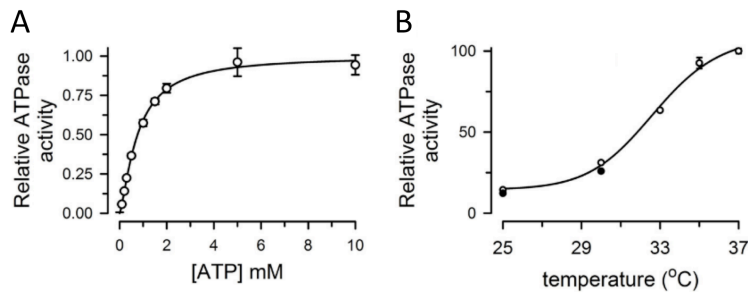 A
Relative ATPase
activity
1.00
0.75
0.50
0.25
0.00
0 2 4 6 8 10
[ATP] mM
B
Relative ATPase
activity
100
50
0
25 30 33 37
temperature (°C)